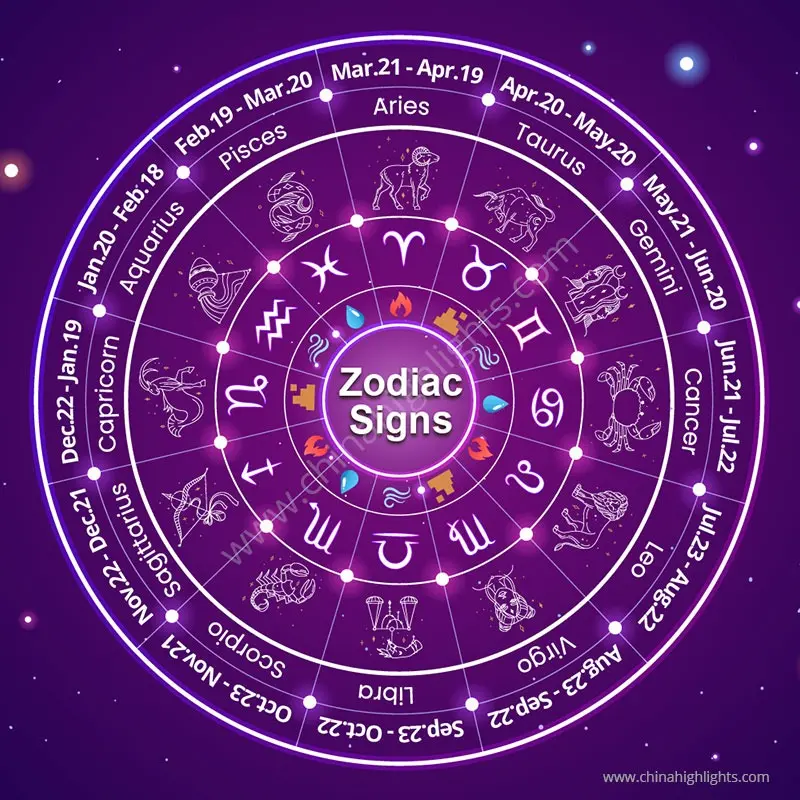 Zodiac
Signs
Mar.21 - Apr.19
Aries
Apr.20 - May.20
Taurus
May.21 - Jun.20
Gemini
Jun.21 - Jul.22
Cancer
Jul.23 - Aug.22
Leo
Aug.23 - Sep.22
Virgo
Sep.23 - Oct.22
Libra
Oct.23 - Nov.21
Scorpio
Nov.22 - Dec.21
Sagittarius
Dec.22 - Jan.19
Capricorn
Jan.20 - Feb.18
Aquarius
Feb.19 - Mar.20
Pisces
www.chinahighlights.com
www.chinahighlights.com